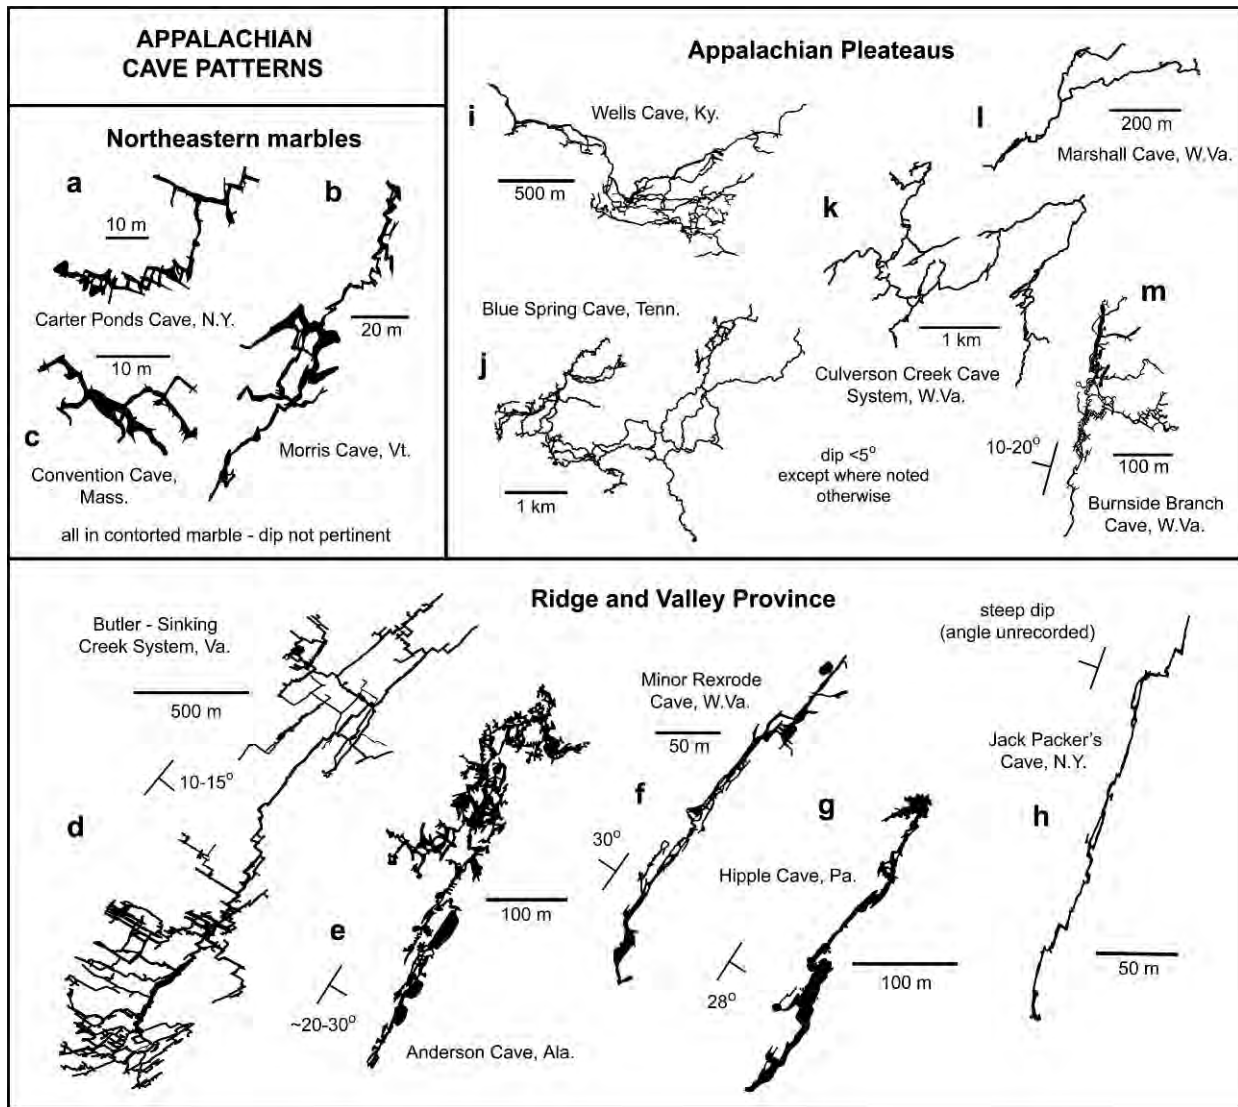 APPALACHIAN
CAVE PATTERNS
Northeastern marbles
a
b
10 m
Carter Ponds Cave, N.Y.
20 m
10 m
c
Convention Cave,
Mass.
Morris Cave, Vt.
all in contorted marble - dip not pertinent
Appalachian Pleateaus
i
Wells Cave, Ky.
500 m
l
200 m
Marshall Cave, W.Va.
k
Blue Spring Cave, Tenn.
j
1 km
1 km
Culverson Creek Cave
System, W.Va.
dip <5°
except where noted
otherwise
m
10-20°
100 m
Burnside Branch
Cave, W.Va.
Ridge and Valley Province
Butler - Sinking
Creek System, Va.
500 m
10-15°
d
e
100 m
~20-30°
Anderson Cave, Ala.
Minor Rexrode
Cave, W.Va.
50 m
f
30°
g
Hipple Cave, Pa.
28°
100 m
steep dip
(angle unrecorded)
Jack Packer's
Cave, N.Y.
h
50 m